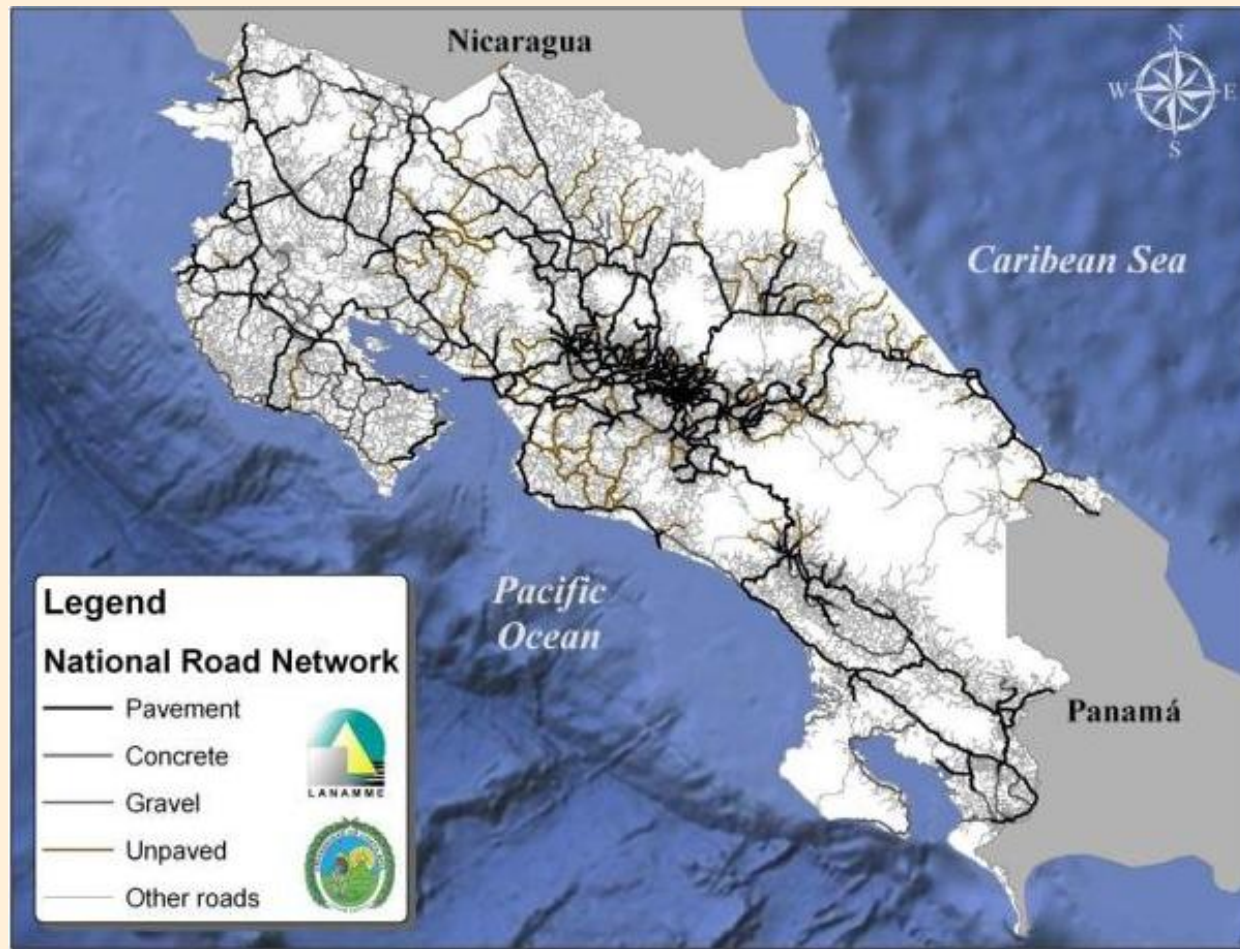 Nicaragua
N
W E
S
Caribean Sea
Pacific
Ocean
Panamá
Legend
National Road Network
Pavement
Concrete
Gravel
Unpaved
Other roads
LANAMME